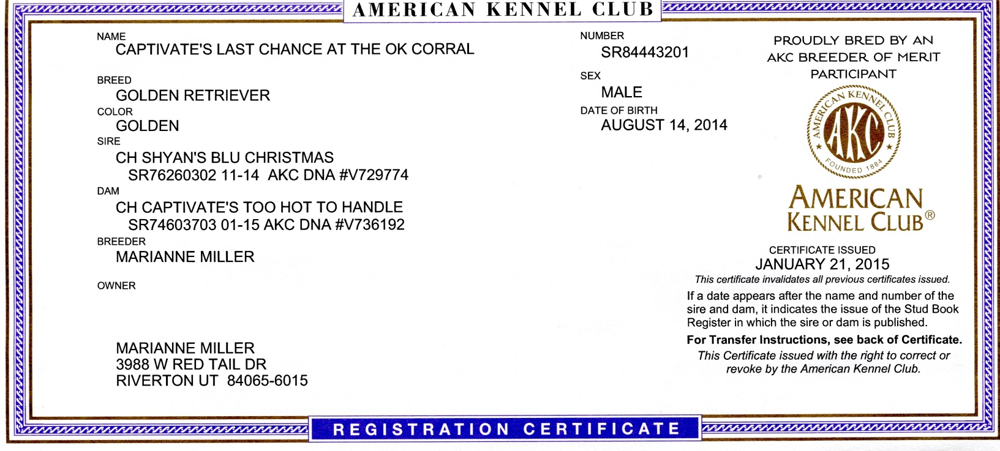 AMERICAN KENNEL CLUB
NAME
CAPTIVATE'S LAST CHANCE AT THE OK CORRAL
BREED
GOLDEN RETRIEVER
COLOR
GOLDEN
SIRE
CH SHYAN'S BLU CHRISTMAS
SR76260302 11-14 AKC DNA #V729774
DAM
CH CAPTIVATE'S TOO HOT TO HANDLE
SR74603703 01-15 AKC DNA #V736192
BREEDER
MARIANNE MILLER
OWNER
MARIANNE MILLER
3988 W RED TAIL DR
RIVERTON UT 84065-6015
NUMBER
SR84443201
SEX
MALE
DATE OF BIRTH
AUGUST 14, 2014
PROUDLY BRED BY AN
AKC BREEDER OF MERIT
PARTICIPANT
AMERICAN KENNEL CLUB
AKC
FOUNDED 1884
AMERICAN
KENNEL CLUB®
CERTIFICATE ISSUED
JANUARY 21, 2015
This certificate invalidates all previous certificates issued.
If a date appears after the name and number of the
sire and dam, it indicates the issue of the Stud Book
Register in which the sire or dam is published.
For Transfer Instructions, see back of Certificate.
This Certificate issued with the right to correct or
revoke by the American Kennel Club.
REGISTRATION CERTIFICATE